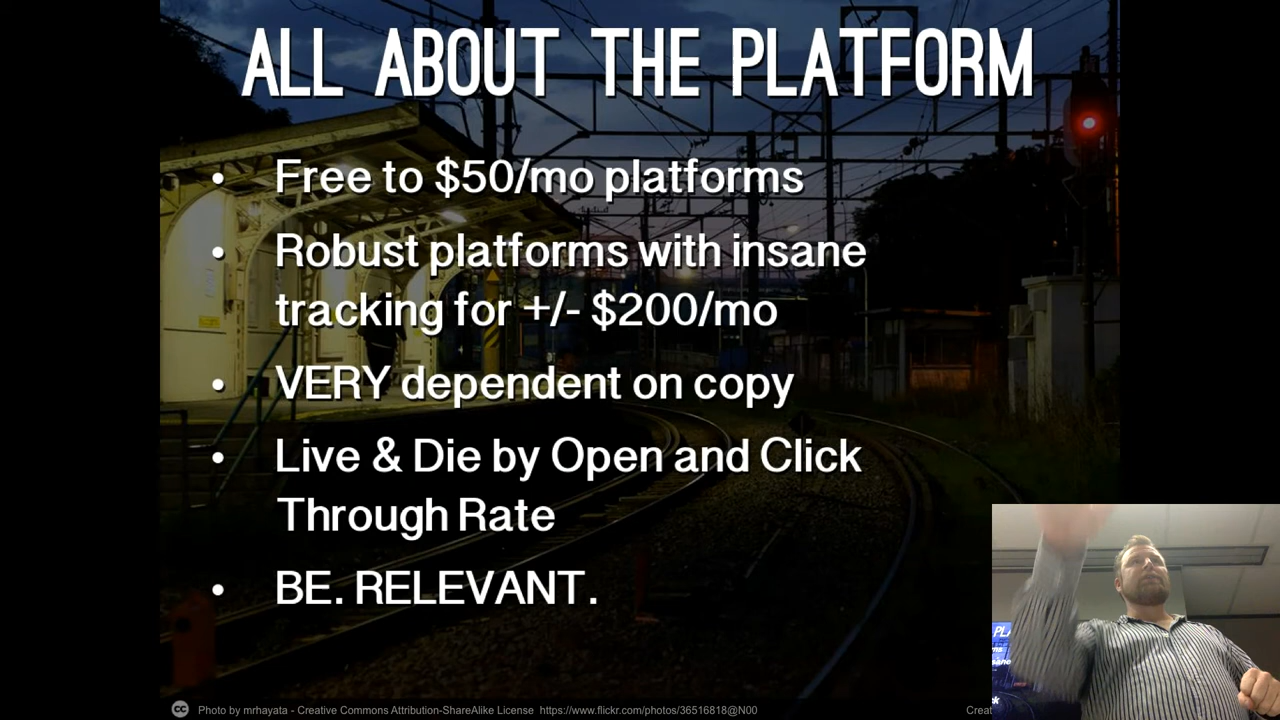 ALL ABOUT THE PLATFORM
• Free to $50/mo platforms
• Robust platforms with insane
tracking for +/- $200/mo
• VERY dependent on copy
• Live & Die by Open and Click
Through Rate
• BE. RELEVANT.
Photo by mrhayata - Creative Commons Attribution-ShareAlike License https://www.flickr.com/photos/36516818@N00